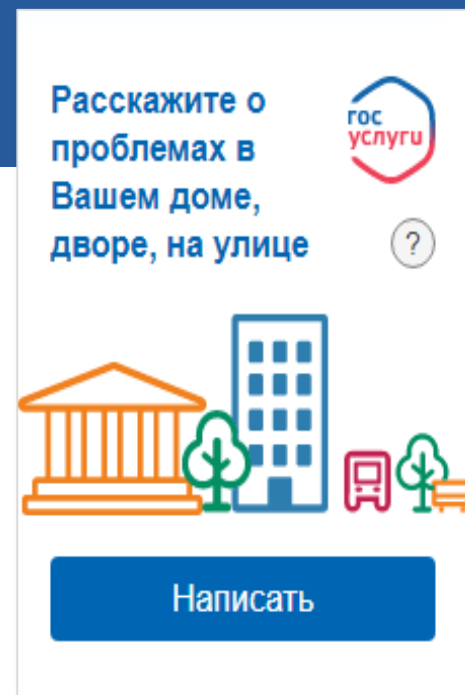 Расскажите о
проблемах в
Вашем доме,
дворе, на улице
гос
услуги
?
Написать